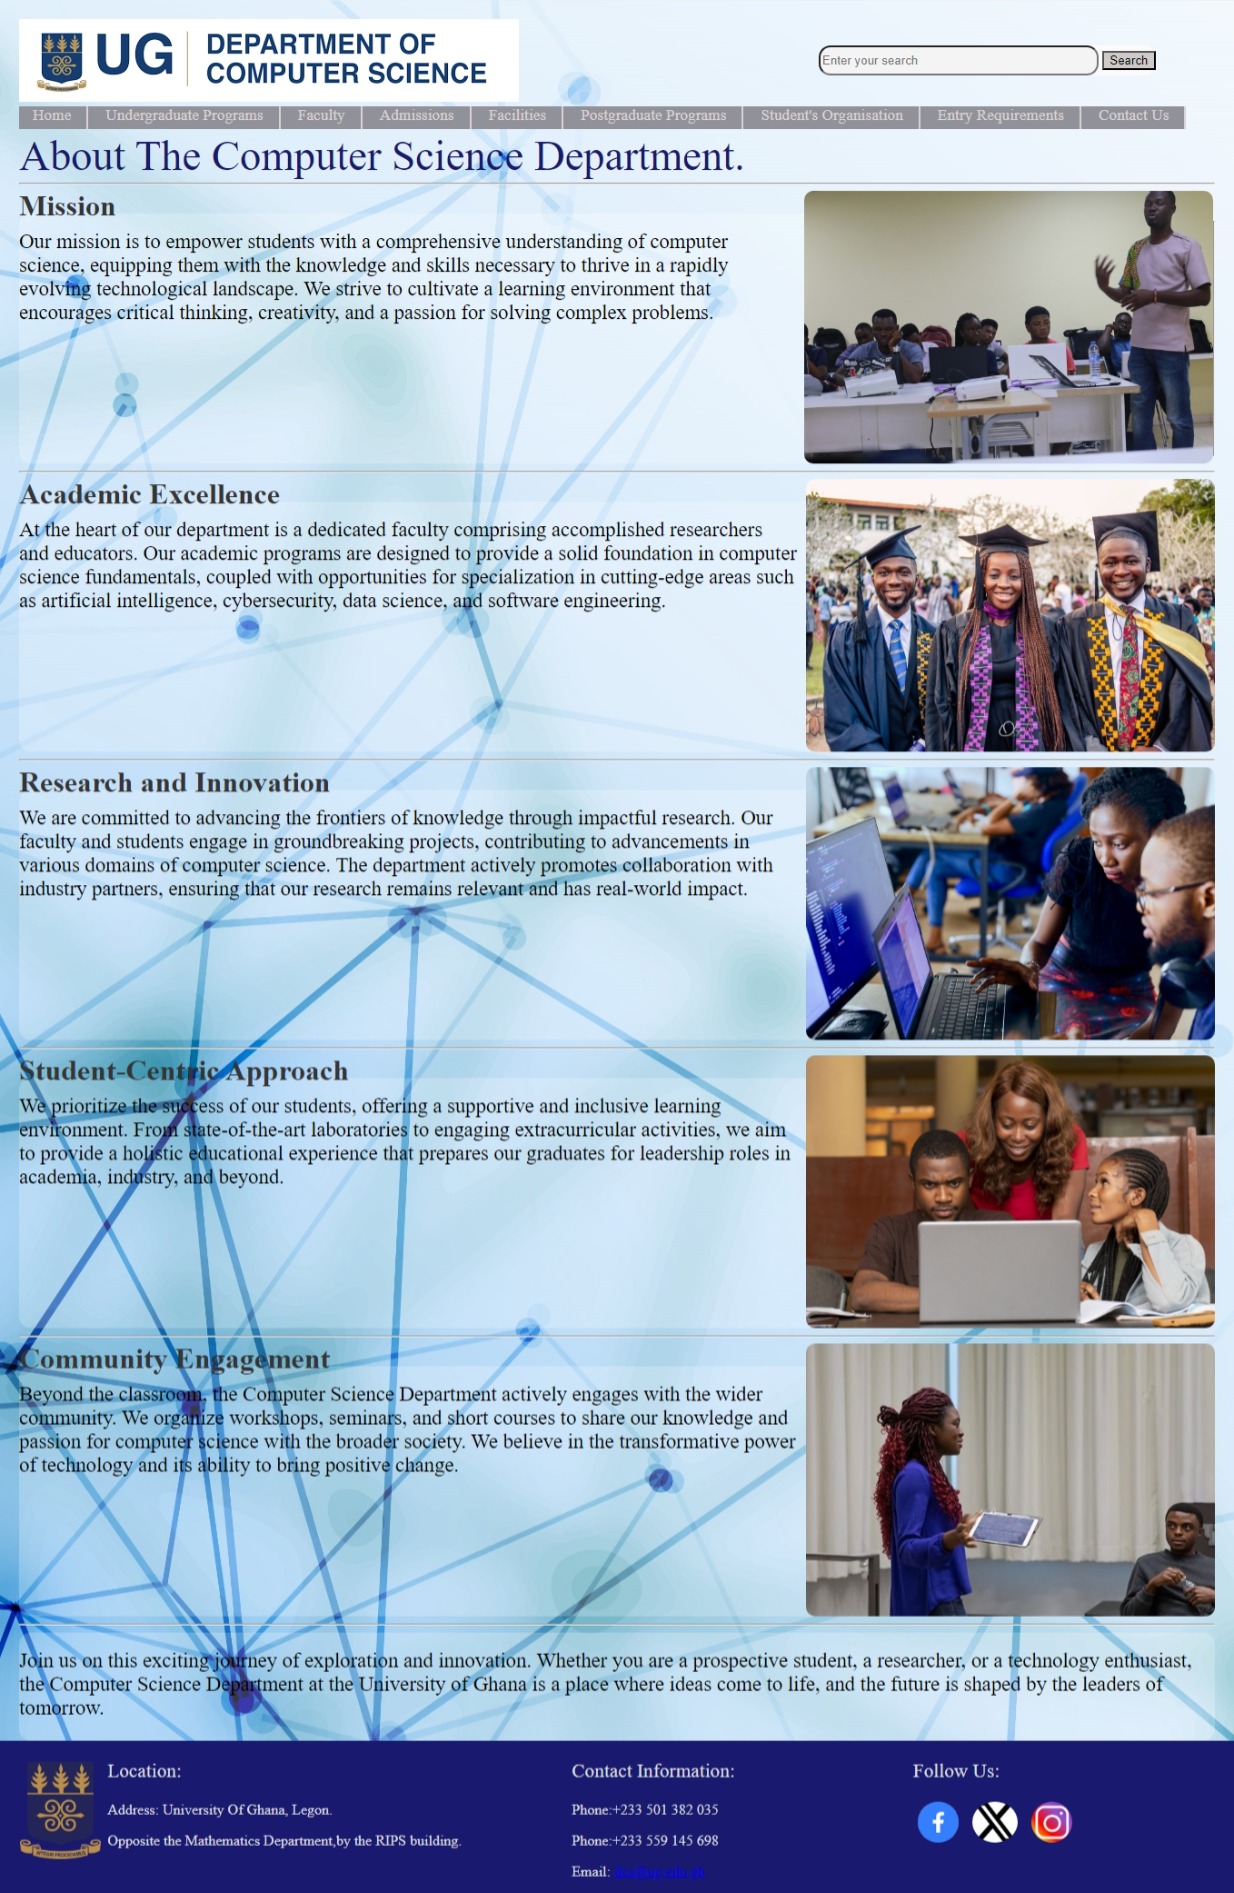 UG
DEPARTMENT OF
COMPUTER SCIENCE
Enter your search
Search
Home
Undergraduate Programs
Faculty
Admissions
Facilities
Postgraduate Programs
Student's Organisation
Entry Requirements
Contact Us
About The Computer Science Department.
Mission
Our mission is to empower students with a comprehensive understanding of computer
science, equipping them with the knowledge and skills necessary to thrive in a rapidly
evolving technological landscape. We strive to cultivate a learning environment that
encourages critical thinking, creativity, and a passion for solving complex problems.
Academic Excellence
At the heart of our department is a dedicated faculty comprising accomplished researchers
and educators. Our academic programs are designed to provide a solid foundation in computer
science fundamentals, coupled with opportunities for specialization in cutting-edge areas such
as artificial intelligence, cybersecurity, data science, and software engineering.
Research and Innovation
We are committed to advancing the frontiers of knowledge through impactful research. Our
faculty and students engage in groundbreaking projects, contributing to advancements in
various domains of computer science. The department actively promotes collaboration with
industry partners, ensuring that our research remains relevant and has real-world impact.
Student-Centric Approach
We prioritize the success of our students, offering a supportive and inclusive learning
environment. From state-of-the-art laboratories to engaging extracurricular activities, we aim
to provide a holistic educational experience that prepares our graduates for leadership roles in
academia, industry, and beyond.
Community Engagement
Beyond the classroom, the Computer Science Department actively engages with the wider
community. We organize workshops, seminars, and short courses to share our knowledge and
passion for computer science with the broader society. We believe in the transformative power
of technology and its ability to bring positive change.
Join us on this exciting journey of exploration and innovation. Whether you are a prospective student, a researcher, or a technology enthusiast,
the Computer Science Department at the University of Ghana is a place where ideas come to life, and the future is shaped by the leaders of
tomorrow.
Location:
Address: University Of Ghana, Legon.
Opposite the Mathematics Department,by the RIPS building.
Contact Information:
Phone:+233 501 382 035
Phone:+233 559 145 698
Email:
Follow Us: